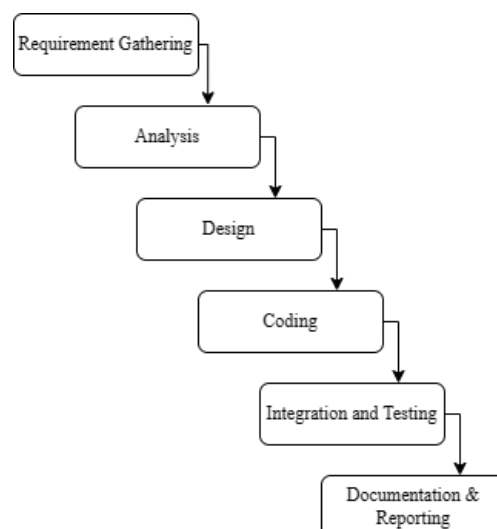 Requirement Gathering
Analysis
Design
Coding
Integration and Testing
Documentation &
Reporting